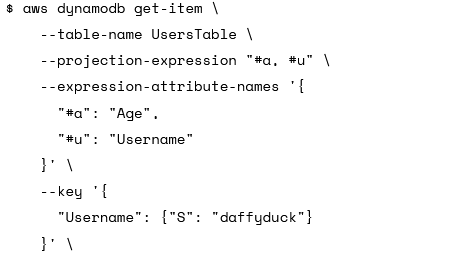 $ aws dynamodb get-item \
--table-name UsersTable \
--projection-expression "#a, #u" \
--expression-attribute-names '{
"#a": "Age",
"#u": "Username"
}' \
--key '{
"Username": {"S": "daffyduck"}
}' \